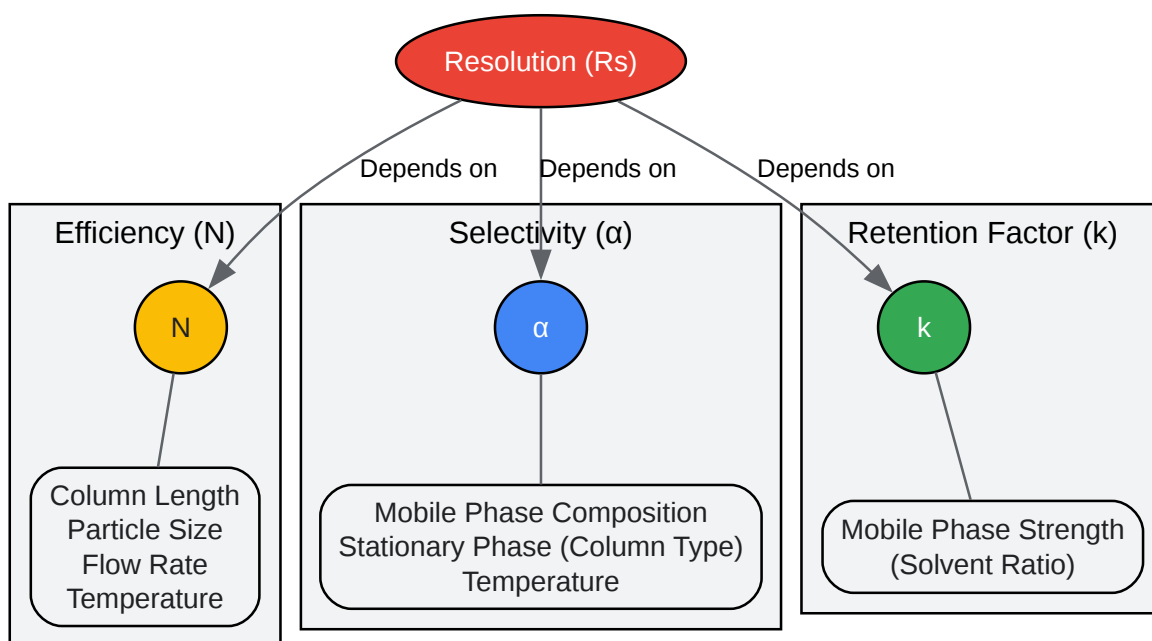 Resolution (Rs)
Depends on
Depends on
Depends on
Efficiency (N)
Selectivity (α)
Retention Factor (k)
N
α
k
Column Length
Particle Size
Flow Rate
Temperature
Mobile Phase Composition
Stationary Phase (Column Type)
Temperature
Mobile Phase Strength
(Solvent Ratio)